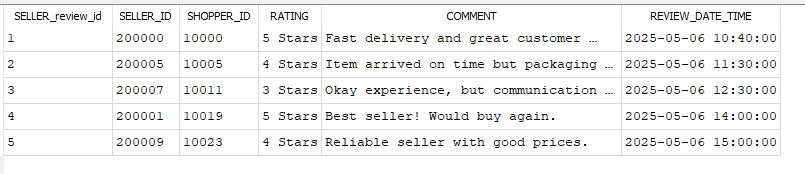 SELLER_review_id SELLER_ID SHOPPER_ID RATING COMMENT REVIEW_DATE_TIME
1 200000 10000 5 Stars Fast delivery and great customer … 2025-05-06 10:40:00
2 200005 10005 4 Stars Item arrived on time but packaging … 2025-05-06 11:30:00
3 200007 10011 3 Stars Okay experience, but communication … 2025-05-06 12:30:00
4 200001 10019 5 Stars Best seller! Would buy again. 2025-05-06 14:00:00
5 200009 10023 4 Stars Reliable seller with good prices. 2025-05-06 15:00:00